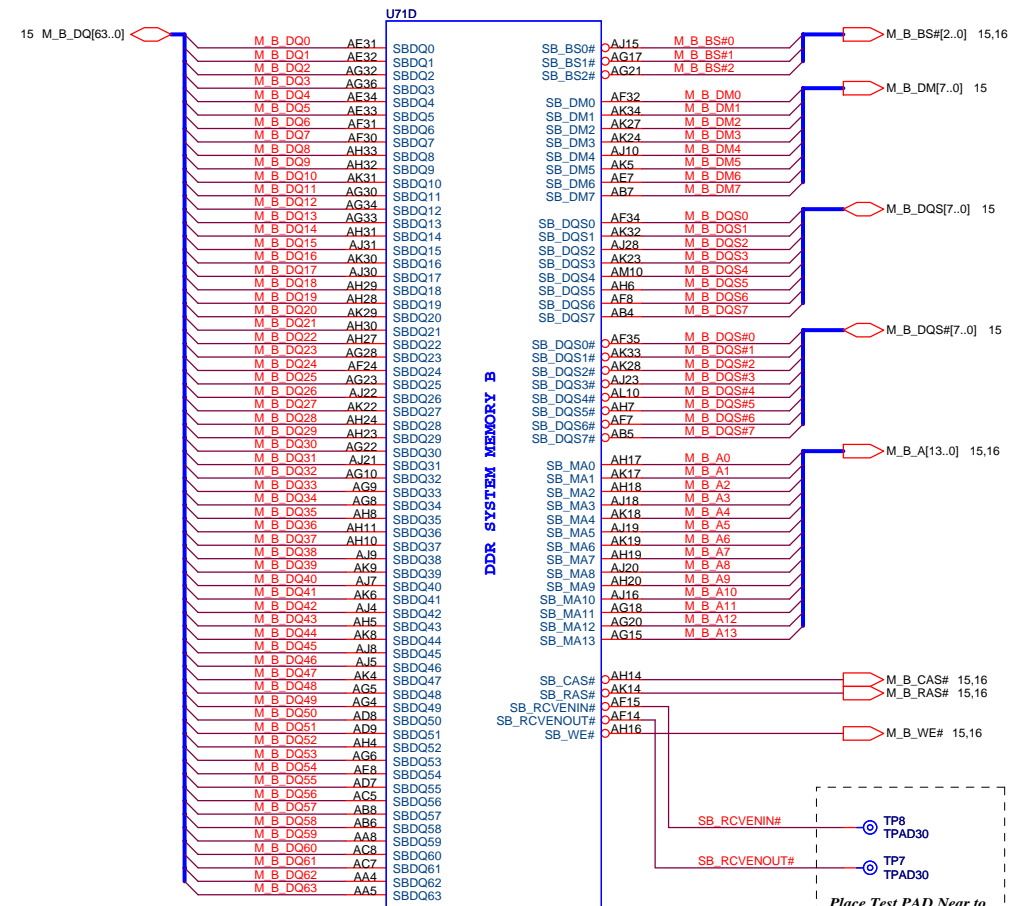 U71D
15 M_B_DQ[63..0]
M_B_DQ0 AE31 SBDQ0
M_B_DQ1 AE32 SBDQ1
M_B_DQ2 AG32 SBDQ2
M_B_DQ3 AG36 SBDQ3
M_B_DQ4 AE34 SBDQ4
M_B_DQ5 AE33 SBDQ5
M_B_DQ6 AF31 SBDQ6
M_B_DQ7 AF30 SBDQ7
M_B_DQ8 AH33 SBDQ8
M_B_DQ9 AH32 SBDQ9
M_B_DQ10 AK31 SBDQ10
M_B_DQ11 AG30 SBDQ11
M_B_DQ12 AG34 SBDQ12
M_B_DQ13 AG33 SBDQ13
M_B_DQ14 AH31 SBDQ14
M_B_DQ15 AJ31 SBDQ15
M_B_DQ16 AK30 SBDQ16
M_B_DQ17 AJ30 SBDQ17
M_B_DQ18 AH29 SBDQ18
M_B_DQ19 AH28 SBDQ19
M_B_DQ20 AK29 SBDQ20
M_B_DQ21 AH30 SBDQ21
M_B_DQ22 AH27 SBDQ22
M_B_DQ23 AG28 SBDQ23
M_B_DQ24 AF24 SBDQ24
M_B_DQ25 AG23 SBDQ25
M_B_DQ26 AJ22 SBDQ26
M_B_DQ27 AK22 SBDQ27
M_B_DQ28 AH24 SBDQ28
M_B_DQ29 AH23 SBDQ29
M_B_DQ30 AG22 SBDQ30
M_B_DQ31 AJ21 SBDQ31
M_B_DQ32 AG10 SBDQ32
M_B_DQ33 AG9 SBDQ33
M_B_DQ34 AG8 SBDQ34
M_B_DQ35 AH8 SBDQ35
M_B_DQ36 AH11 SBDQ36
M_B_DQ37 AH10 SBDQ37
M_B_DQ38 AJ9 SBDQ38
M_B_DQ39 AK9 SBDQ39
M_B_DQ40 AJ7 SBDQ40
M_B_DQ41 AK6 SBDQ41
M_B_DQ42 AJ4 SBDQ42
M_B_DQ43 AH5 SBDQ43
M_B_DQ44 AK8 SBDQ44
M_B_DQ45 AJ8 SBDQ45
M_B_DQ46 AJ5 SBDQ46
M_B_DQ47 AK4 SBDQ47
M_B_DQ48 AG5 SBDQ48
M_B_DQ49 AG4 SBDQ49
M_B_DQ50 AD8 SBDQ50
M_B_DQ51 AD9 SBDQ51
M_B_DQ52 AH4 SBDQ52
M_B_DQ53 AG6 SBDQ53
M_B_DQ54 AE8 SBDQ54
M_B_DQ55 AD7 SBDQ55
M_B_DQ56 AC5 SBDQ56
M_B_DQ57 AB8 SBDQ57
M_B_DQ58 AB6 SBDQ58
M_B_DQ59 AA8 SBDQ59
M_B_DQ60 AC8 SBDQ60
M_B_DQ61 AC7 SBDQ61
M_B_DQ62 AA4 SBDQ62
M_B_DQ63 AA5 SBDQ63
DDR SYSTEM MEMORY B
SB_BS0# AJ15 M_B_BS#0
SB_BS1# AG17 M_B_BS#1
SB_BS2# AG21 M_B_BS#2
M_B_BS#[2..0] 15,16
SB_DM0 AF32 M_B_DM0
SB_DM1 AK34 M_B_DM1
SB_DM2 AK27 M_B_DM2
SB_DM3 AK24 M_B_DM3
SB_DM4 AJ10 M_B_DM4
SB_DM5 AK5 M_B_DM5
SB_DM6 AE7 M_B_DM6
SB_DM7 AB7 M_B_DM7
M_B_DM[7..0] 15
SB_DQS0 AF34 M_B_DQS0
SB_DQS1 AK32 M_B_DQS1
SB_DQS2 AJ28 M_B_DQS2
SB_DQS3 AK23 M_B_DQS3
SB_DQS4 AM10 M_B_DQS4
SB_DQS5 AH6 M_B_DQS5
SB_DQS6 AF8 M_B_DQS6
SB_DQS7 AB4 M_B_DQS7
M_B_DQS[7..0] 15
SB_DQS0# AF35 M_B_DQS#0
SB_DQS1# AK33 M_B_DQS#1
SB_DQS2# AK28 M_B_DQS#2
SB_DQS3# AJ23 M_B_DQS#3
SB_DQS4# AL10 M_B_DQS#4
SB_DQS5# AH7 M_B_DQS#5
SB_DQS6# AF7 M_B_DQS#6
SB_DQS7# AB5 M_B_DQS#7
M_B_DQS#[7..0] 15
SB_MA0 AH17 M_B_A0
SB_MA1 AK17 M_B_A1
SB_MA2 AH18 M_B_A2
SB_MA3 AJ18 M_B_A3
SB_MA4 AK18 M_B_A4
SB_MA5 AJ19 M_B_A5
SB_MA6 AK19 M_B_A6
SB_MA7 AH19 M_B_A7
SB_MA8 AJ20 M_B_A8
SB_MA9 AH20 M_B_A9
SB_MA10 AJ16 M_B_A10
SB_MA11 AG18 M_B_A11
SB_MA12 AG20 M_B_A12
SB_MA13 AG15 M_B_A13
M_B_A[13..0] 15,16
SB_CAS# AH14 M_B_CAS# 15,16
SB_RAS# AK14 M_B_RAS# 15,16
SB_RCVENIN# AF15
SB_RCVENOUT# AF14
SB_WE# AH16 M_B_WE# 15,16
SB_RCVENIN# TP8
TPAD30
SB_RCVENOUT# TP7
TPAD30
Place Test PAD Near to